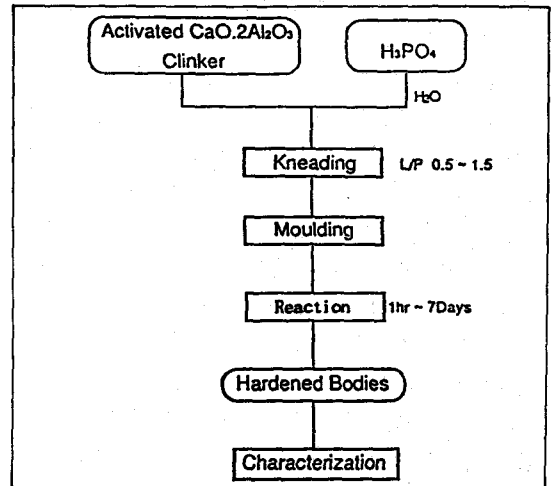 Activated CaO.2Al₂O₃
Clinker
H₃PO₄
H₂O
Kneading
L/P 0.5 ~ 1.5
Moulding
Reaction
1hr ~ 7Days
Hardened Bodies
Characterization